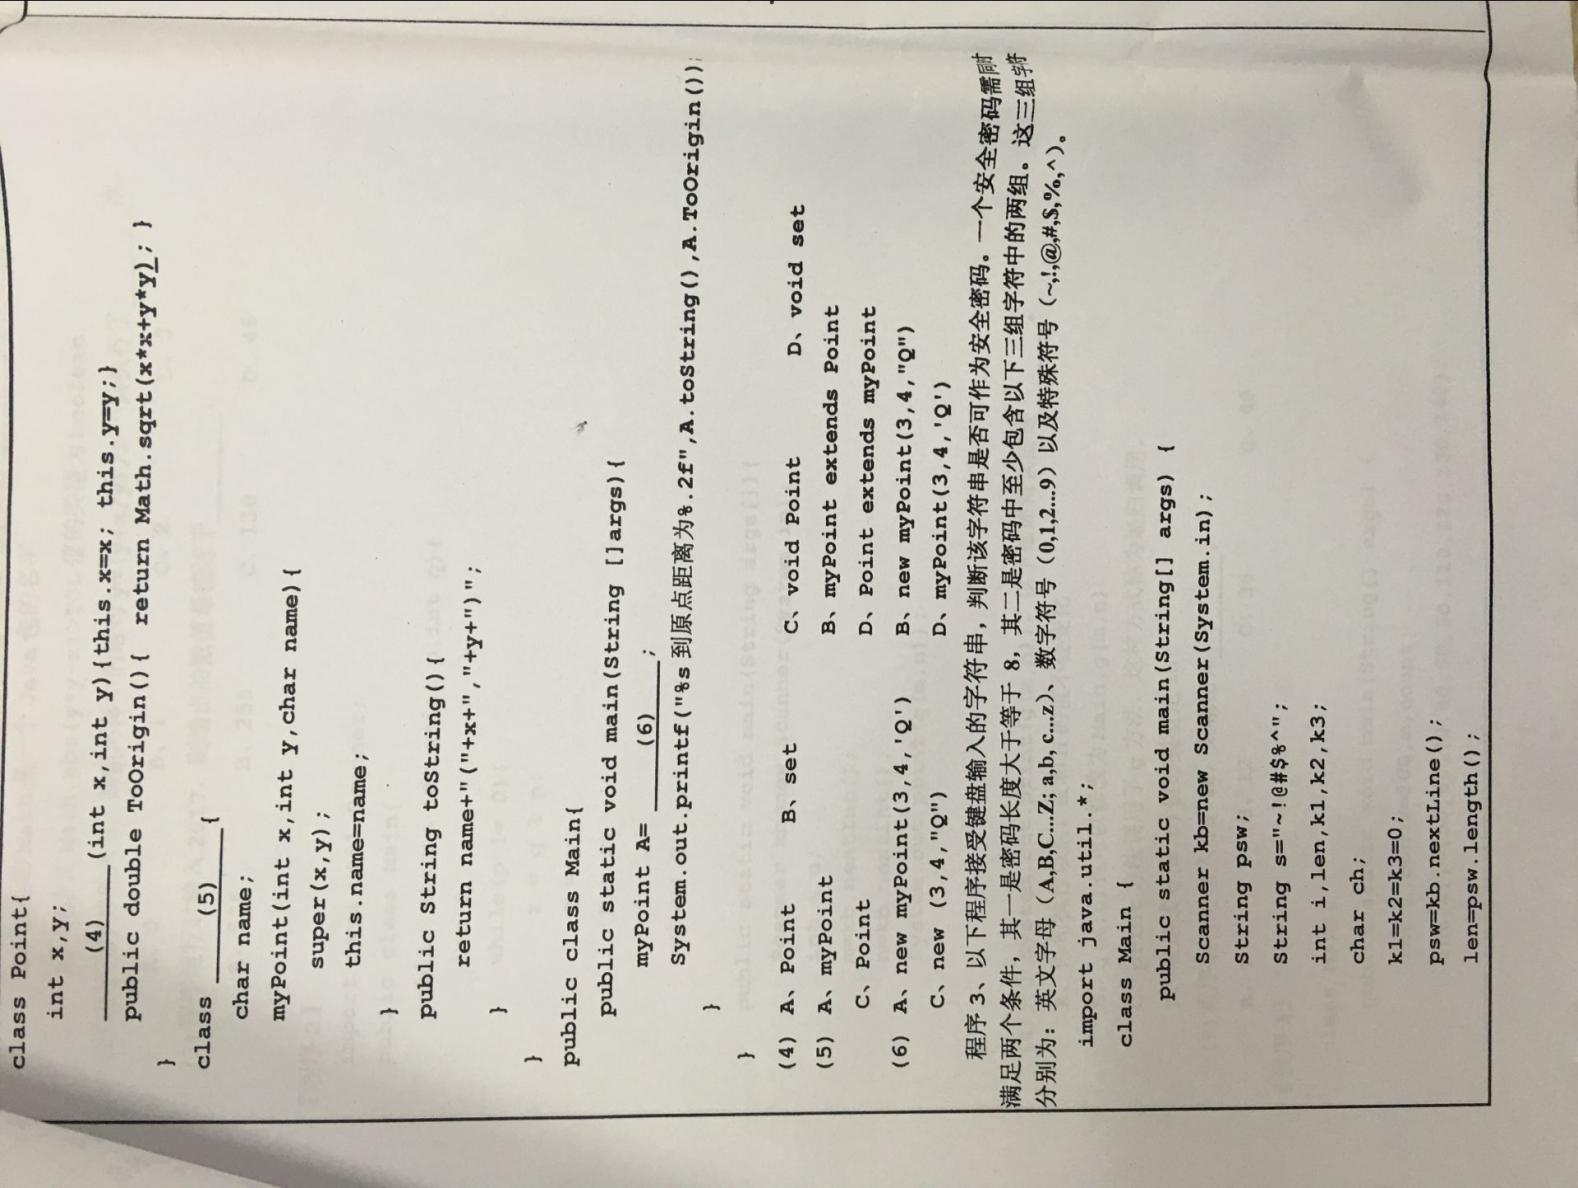 class Point{
int x,y;
(4) (int x,int y){this.x=x; this.y=y;}
public double ToOrigin(){ return Math.sqrt(x*x+y*y); }
}
class (5) {
char name;
myPoint(int x,int y,char name){
super(x,y);
this.name=name;
}
public String toString(){
return name+"("+x+","+y+")";
}
}
public class Main{
public static void main(String []args){
myPoint A= (6) ;
System.out.printf("%s 到原点距离为%.2f",A.toString(),A.ToOrigin());
}
}
(4) A、Point B、set C、void Point D、void set
(5) A、myPoint B、myPoint extends Point
C、Point D、Point extends myPoint
(6) A、new myPoint(3,4,'Q') B、new myPoint(3,4,"Q")
C、new (3,4,"Q") D、myPoint(3,4,'Q')
程序 3、以下程序接受键盘输入的字符串，判断该字符串是否可作为安全密码。一个安全密码需同时
满足两个条件，其一是密码长度大于等于 8，其二是密码中至少包含以下三组字符中的两组。这三组字符
分别为：英文字母（A,B,C...Z; a,b,c...z）、数字符号（0,1,2...9）以及特殊符号（~,!,@,#,$,%,^）。
import java.util.*;
class Main {
public static void main(String[] args) {
Scanner kb=new Scanner(System.in);
String psw;
String s="~!@#$%^";
int i,len,k1,k2,k3;
char ch;
k1=k2=k3=0;
psw=kb.nextLine();
len=psw.length();